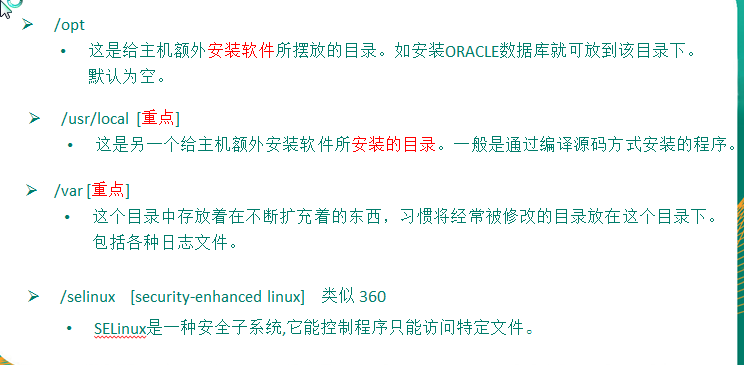 ➢ /opt
• 这是给主机额外安装软件所摆放的目录。如安装ORACLE数据库就可放到该目录下。
默认为空。
➢ /usr/local [重点]
• 这是另一个给主机额外安装软件所安装的目录。一般是通过编译源码方式安装的程序。
➢ /var [重点]
• 这个目录中存放着在不断扩充着的东西，习惯将经常被修改的目录放在这个目录下。
包括各种日志文件。
➢ /selinux [security-enhanced linux] 类似 360
• SELinux是一种安全子系统,它能控制程序只能访问特定文件。